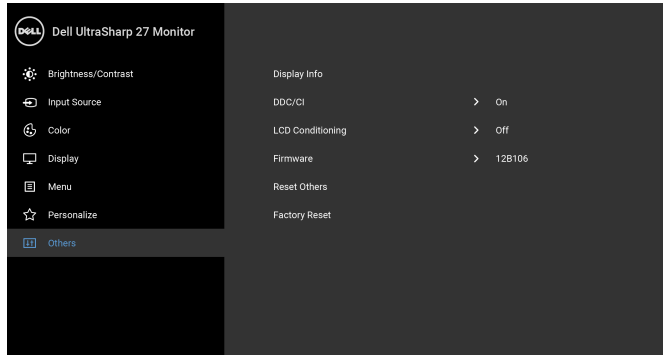 DELL Dell UltraSharp 27 Monitor
Brightness/Contrast
Input Source
Color
Display
Menu
Personalize
Others
Display Info
DDC/CI > On
LCD Conditioning > Off
Firmware > 12B106
Reset Others
Factory Reset